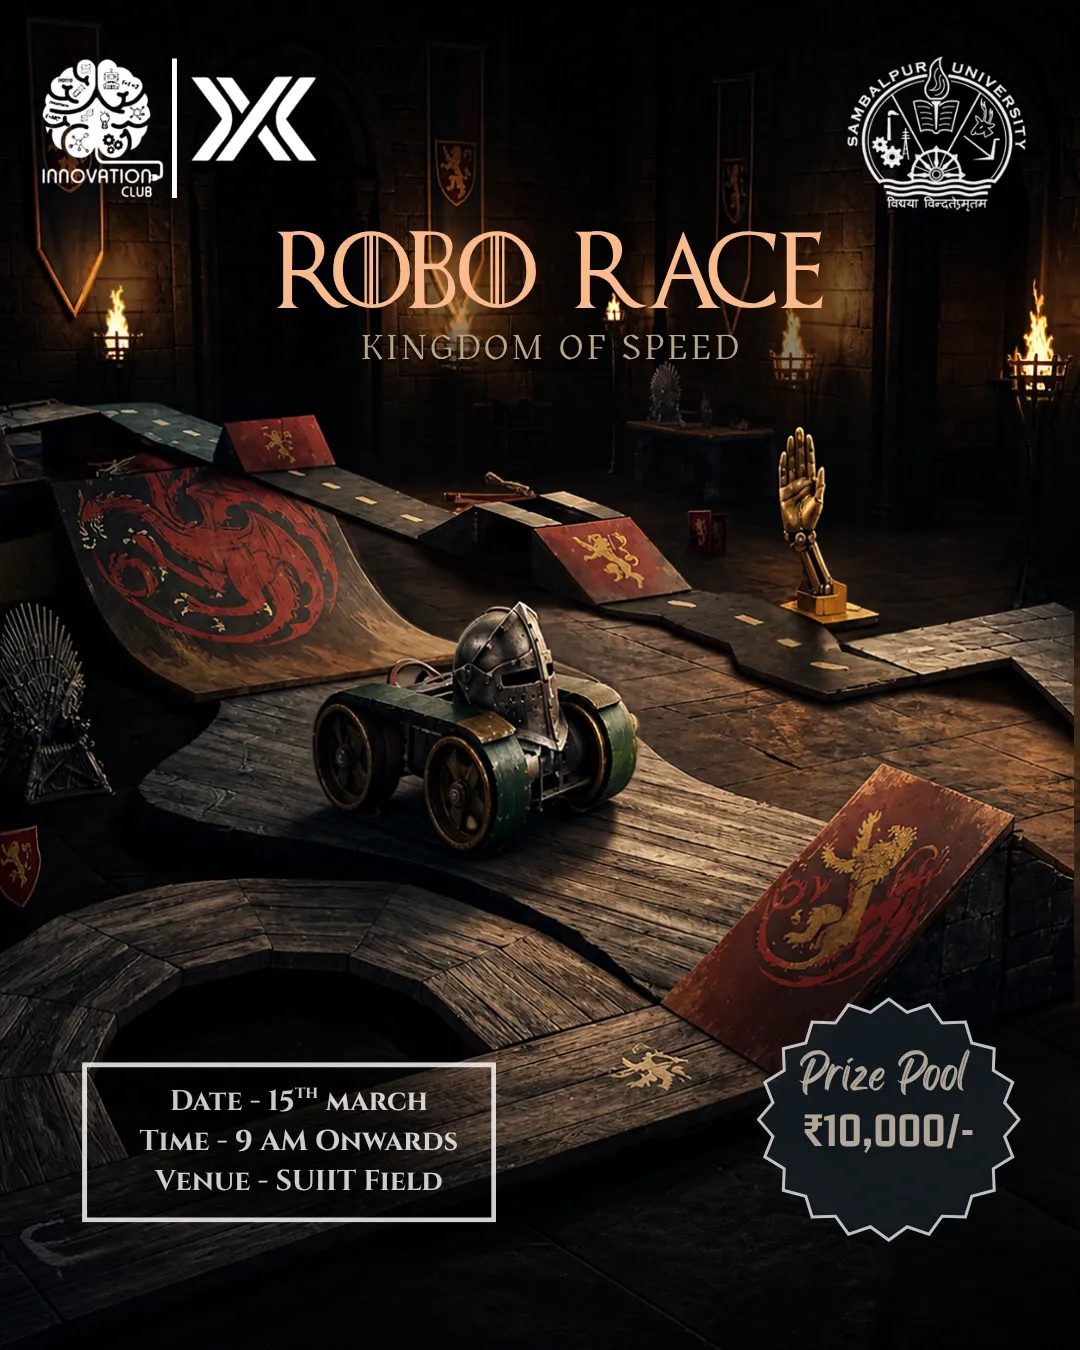 INNOVATION
CLUB
SAMBALPUR UNIVERSITY
विद्यया विन्दतेऽमृतम
ROBO RACE
KINGDOM OF SPEED
DATE - 15TH MARCH
TIME - 9 AM ONWARDS
VENUE - SUIIT FIELD
Prize Pool
₹10,000/-